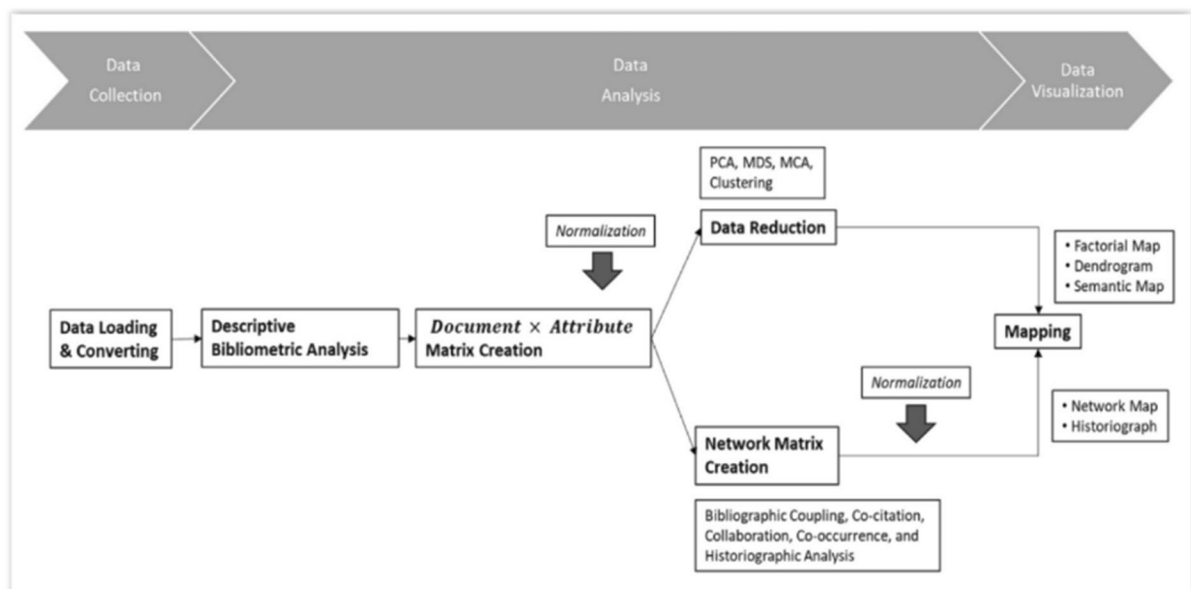 Data
Collection
Data
Analysis
Data
Visualization
PCA, MDS, MCA,
Clustering
Normalization
Data Reduction
• Factorial Map
• Dendrogram
• Semantic Map
Data Loading
& Converting
Descriptive
Bibliometric Analysis
Document × Attribute
Matrix Creation
Mapping
Normalization
• Network Map
• Historiograph
Network Matrix
Creation
Bibliographic Coupling, Co-citation,
Collaboration, Co-occurrence, and
Historiographic Analysis